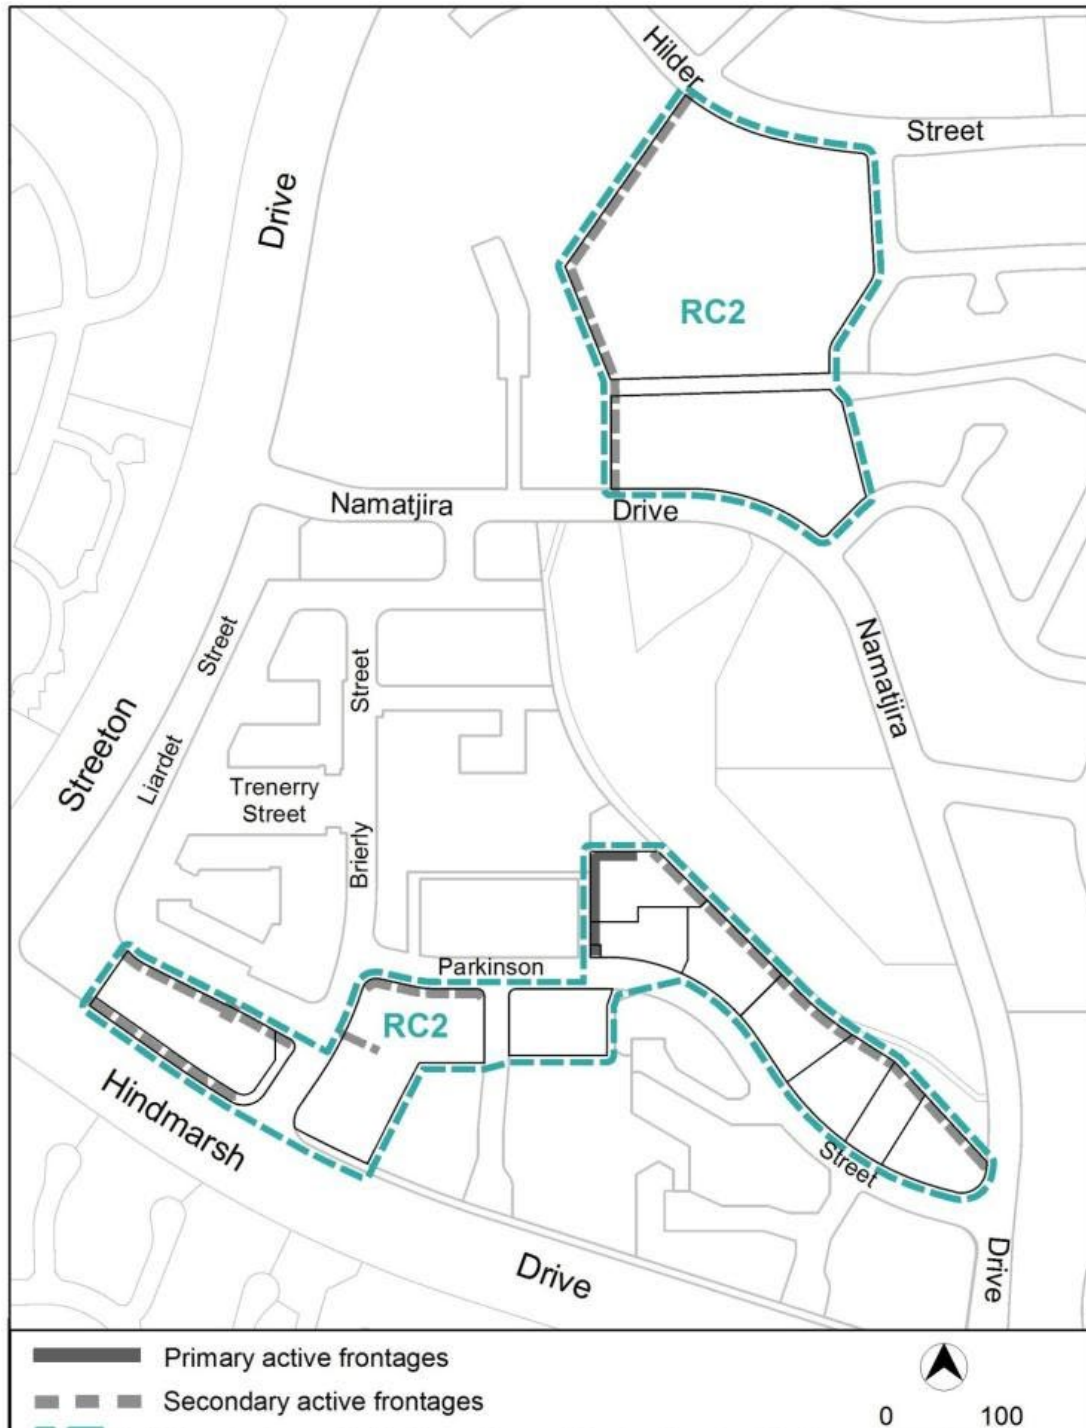 Hilder
Street
Drive
RC2
Namatjira
Drive
Street
Street
Namatjira
Streeton
Liardet
Trenerry
Street
Brierly
Parkinson
RC2
Hindmarsh
Street
Drive
Drive
Primary active frontages
Secondary active frontages
0
100